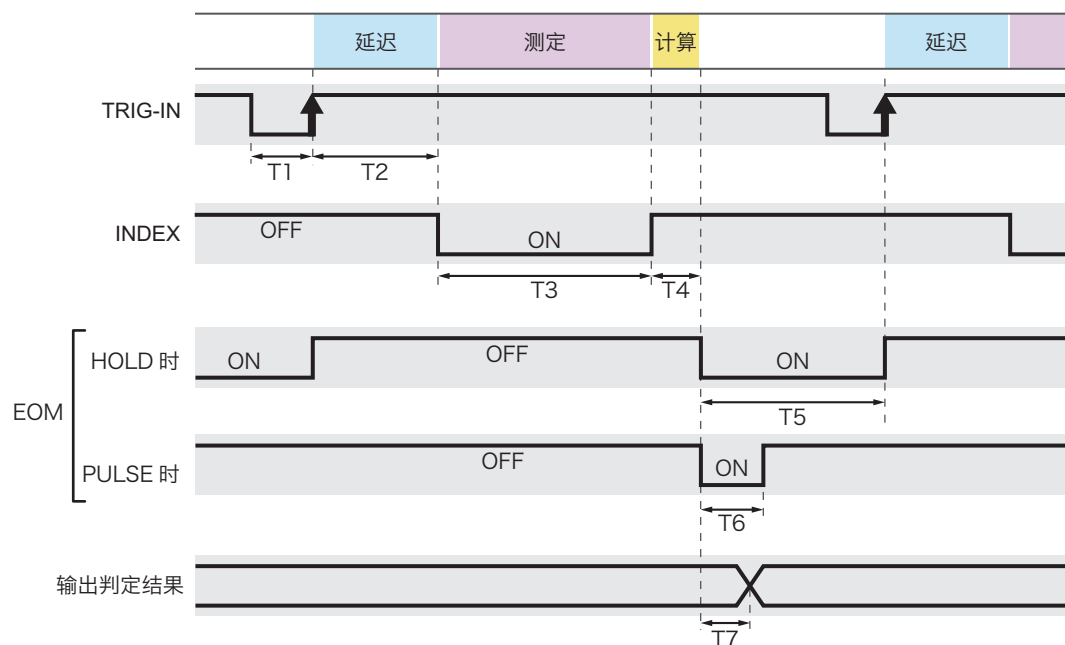 延迟 测定 计算 延迟
TRIG-IN
T1 T2
INDEX OFF ON
T3 T4
EOM
HOLD 时 ON OFF ON
T5
PULSE 时 OFF ON
T6
输出判定结果
T7